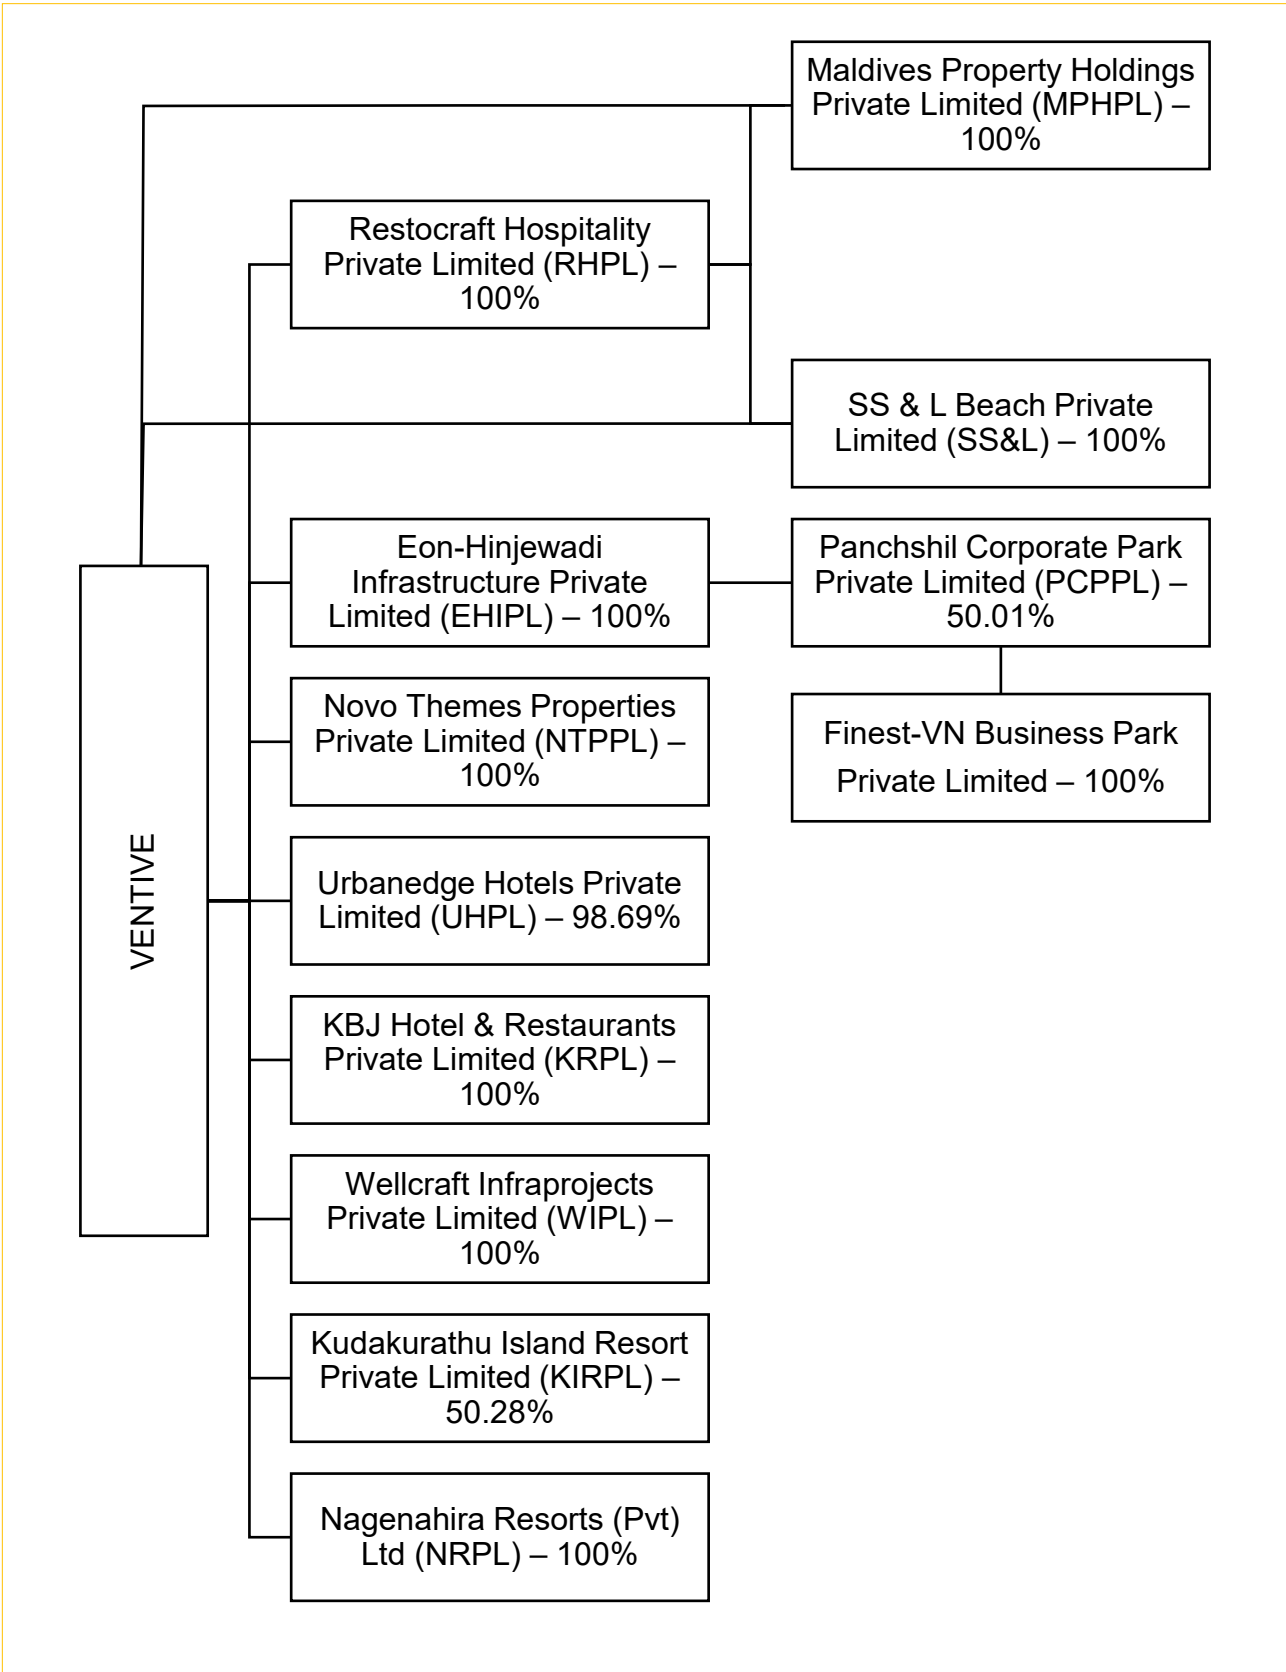 Maldives Property Holdings
Private Limited (MPHPL) –
100%
Restocraft Hospitality
Private Limited (RHPL) –
100%
SS & L Beach Private
Limited (SS&L) – 100%
Eon-Hinjewadi
Infrastructure Private
Limited (EHIPL) – 100%
Panchshil Corporate Park
Private Limited (PCPPL) –
50.01%
Novo Themes Properties
Private Limited (NTPPL) –
100%
Finest-VN Business Park
Private Limited – 100%
VENTIVE
Urbanedge Hotels Private
Limited (UHPL) – 98.69%
KBJ Hotel & Restaurants
Private Limited (KRPL) –
100%
Wellcraft Infraprojects
Private Limited (WIPL) –
100%
Kudakurathu Island Resort
Private Limited (KIRPL) –
50.28%
Nagenahira Resorts (Pvt)
Ltd (NRPL) – 100%